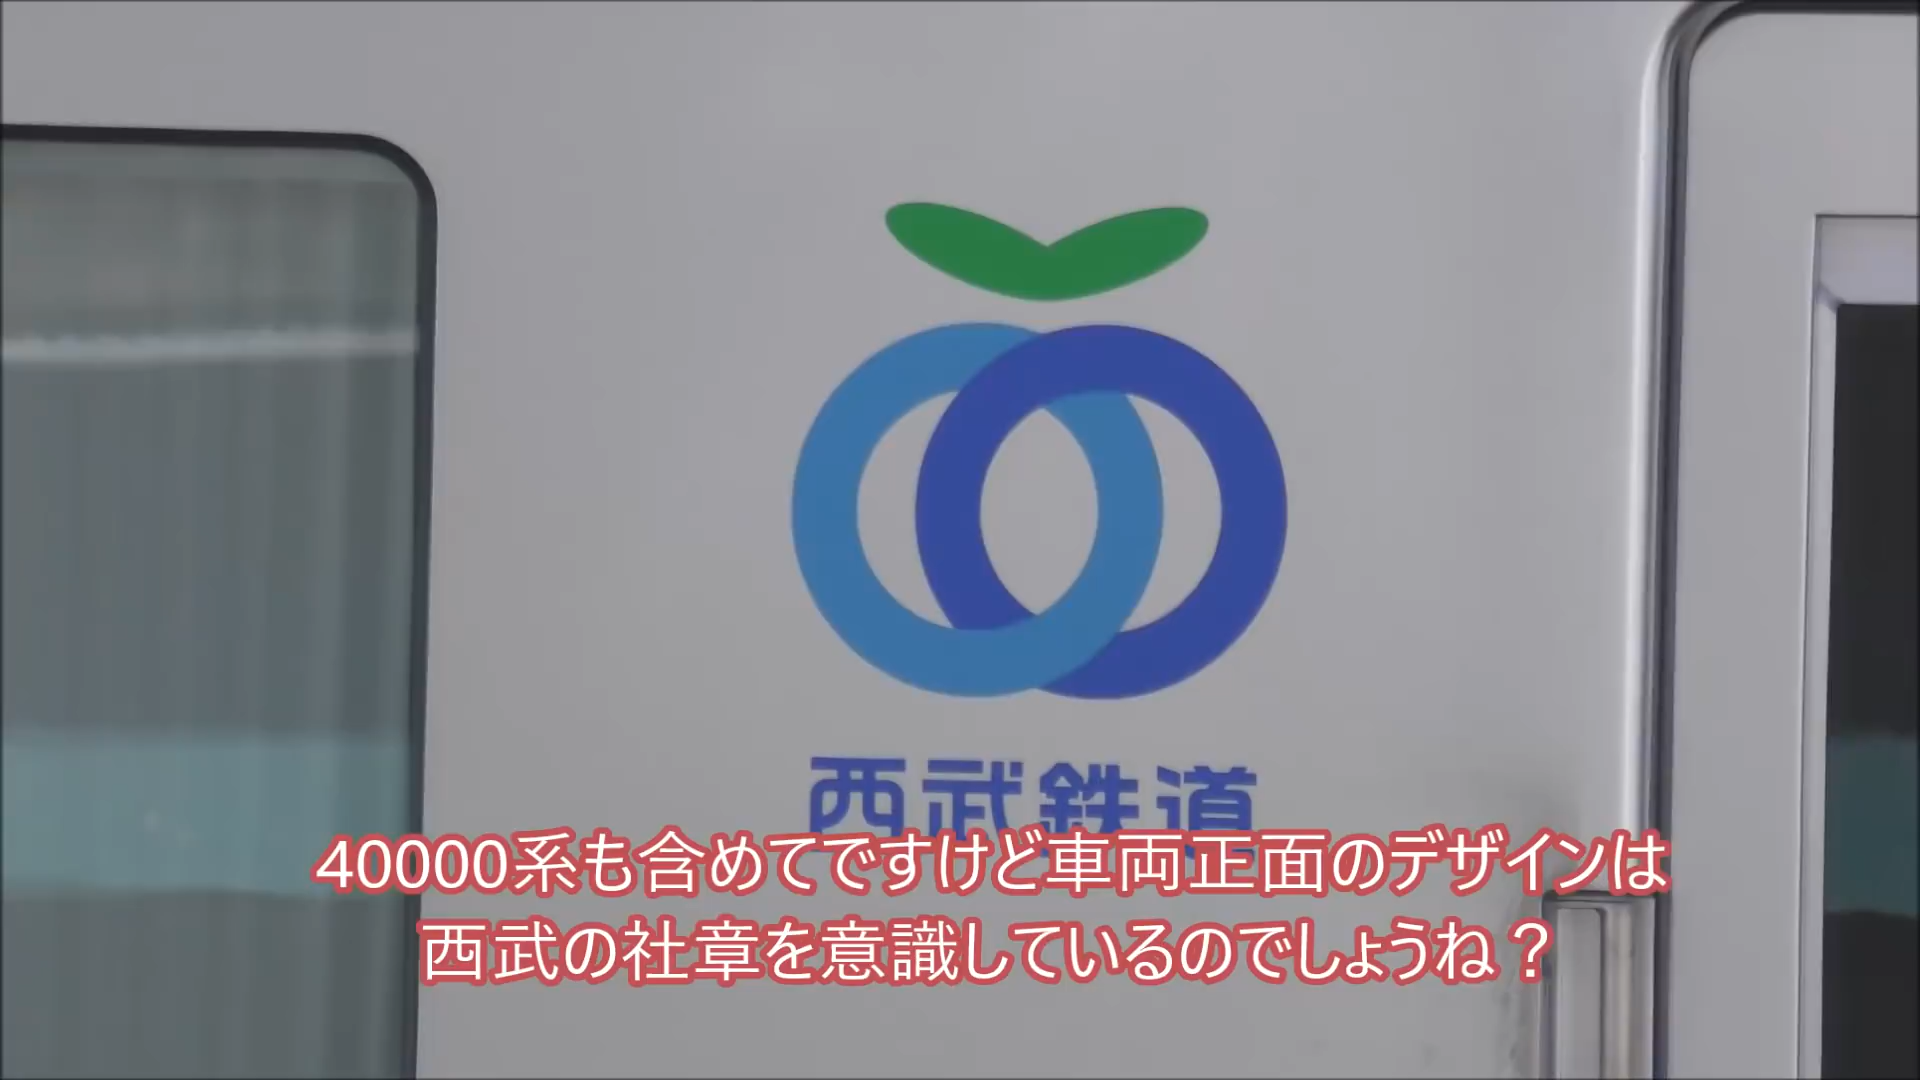 西武鉄道
40000系も含めてですけど車両正面のデザインは
西武の社章を意識しているのでしょうね？